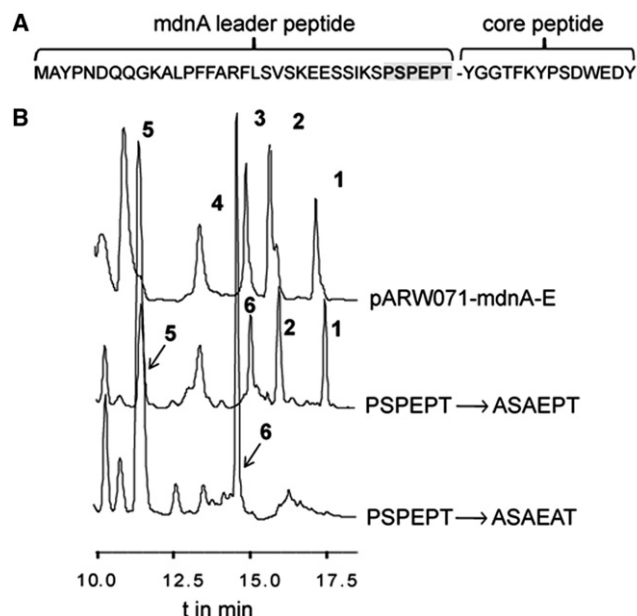 A
mdnA leader peptide
core peptide
MAYPNDQQGKALPFFARFLSVSKEESSIKSPSPEPT -YGGTFKYPSDWEDY
B
5
3
2
1
4
pARW071-mdnA-E
6
2
1
5
PSPEPT → ASAEPT
6
PSPEPT → ASAEAT
10.0 12.5 15.0 17.5
t in min